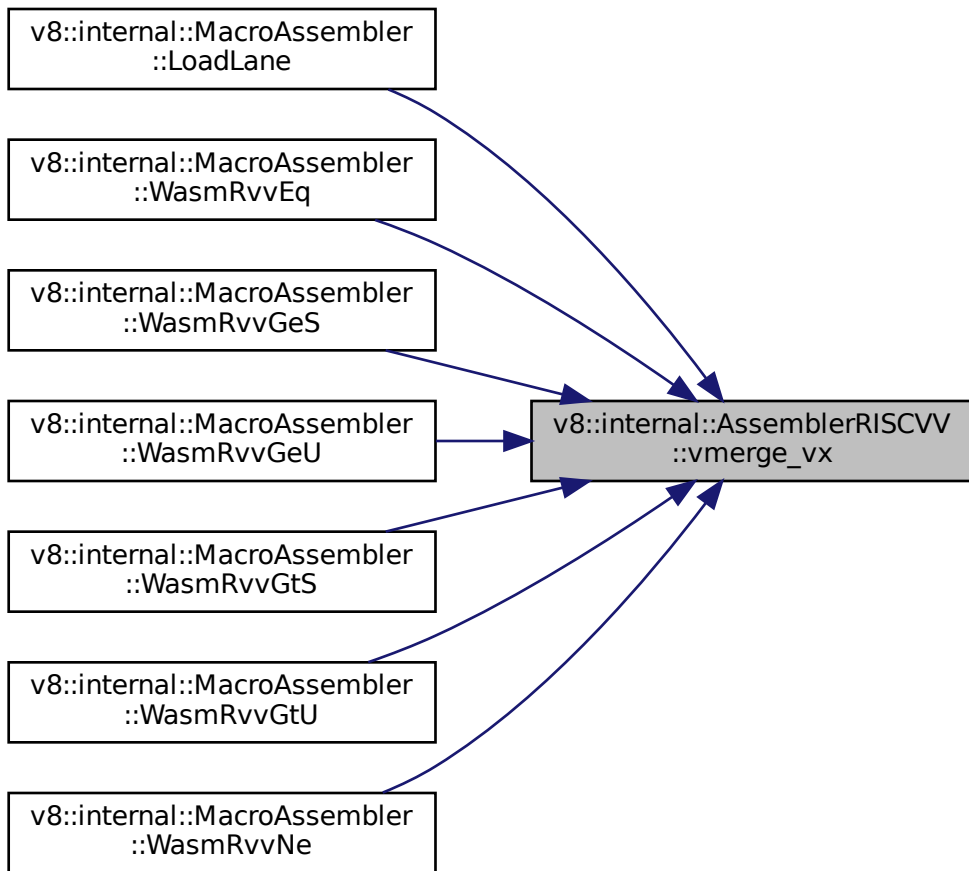 v8::internal::MacroAssembler
::LoadLane
v8::internal::MacroAssembler
::WasmRvvEq
v8::internal::MacroAssembler
::WasmRvvGeS
v8::internal::MacroAssembler
::WasmRvvGeU
v8::internal::MacroAssembler
::WasmRvvGtS
v8::internal::MacroAssembler
::WasmRvvGtU
v8::internal::MacroAssembler
::WasmRvvNe
v8::internal::AssemblerRISCVV
::vmerge_vx